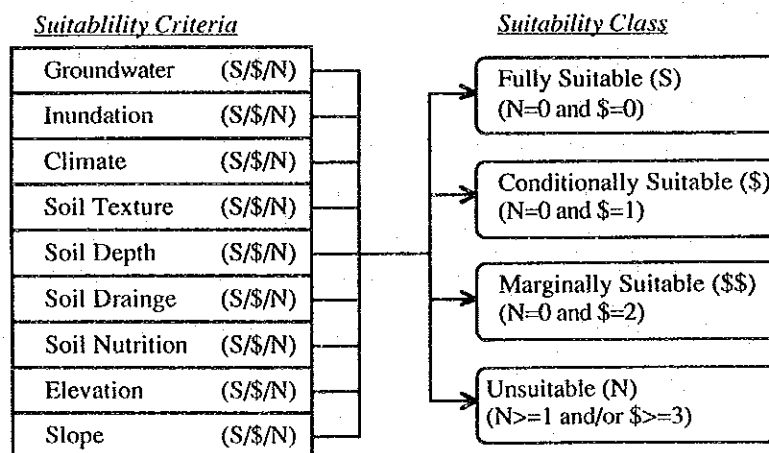 Suitablility Criteria
Groundwater (S/$/N)
Inundation (S/$/N)
Climate (S/$/N)
Soil Texture (S/$/N)
Soil Depth (S/$/N)
Soil Drainge (S/$/N)
Soil Nutrition (S/$/N)
Elevation (S/$/N)
Slope (S/$/N)
Suitability Class
Fully Suitable (S)
(N=0 and $=0)
Conditionally Suitable ($)
(N=0 and $=1)
Marginally Suitable ($$)
(N=0 and $=2)
Unsuitable (N)
(N>=1 and/or $>=3)